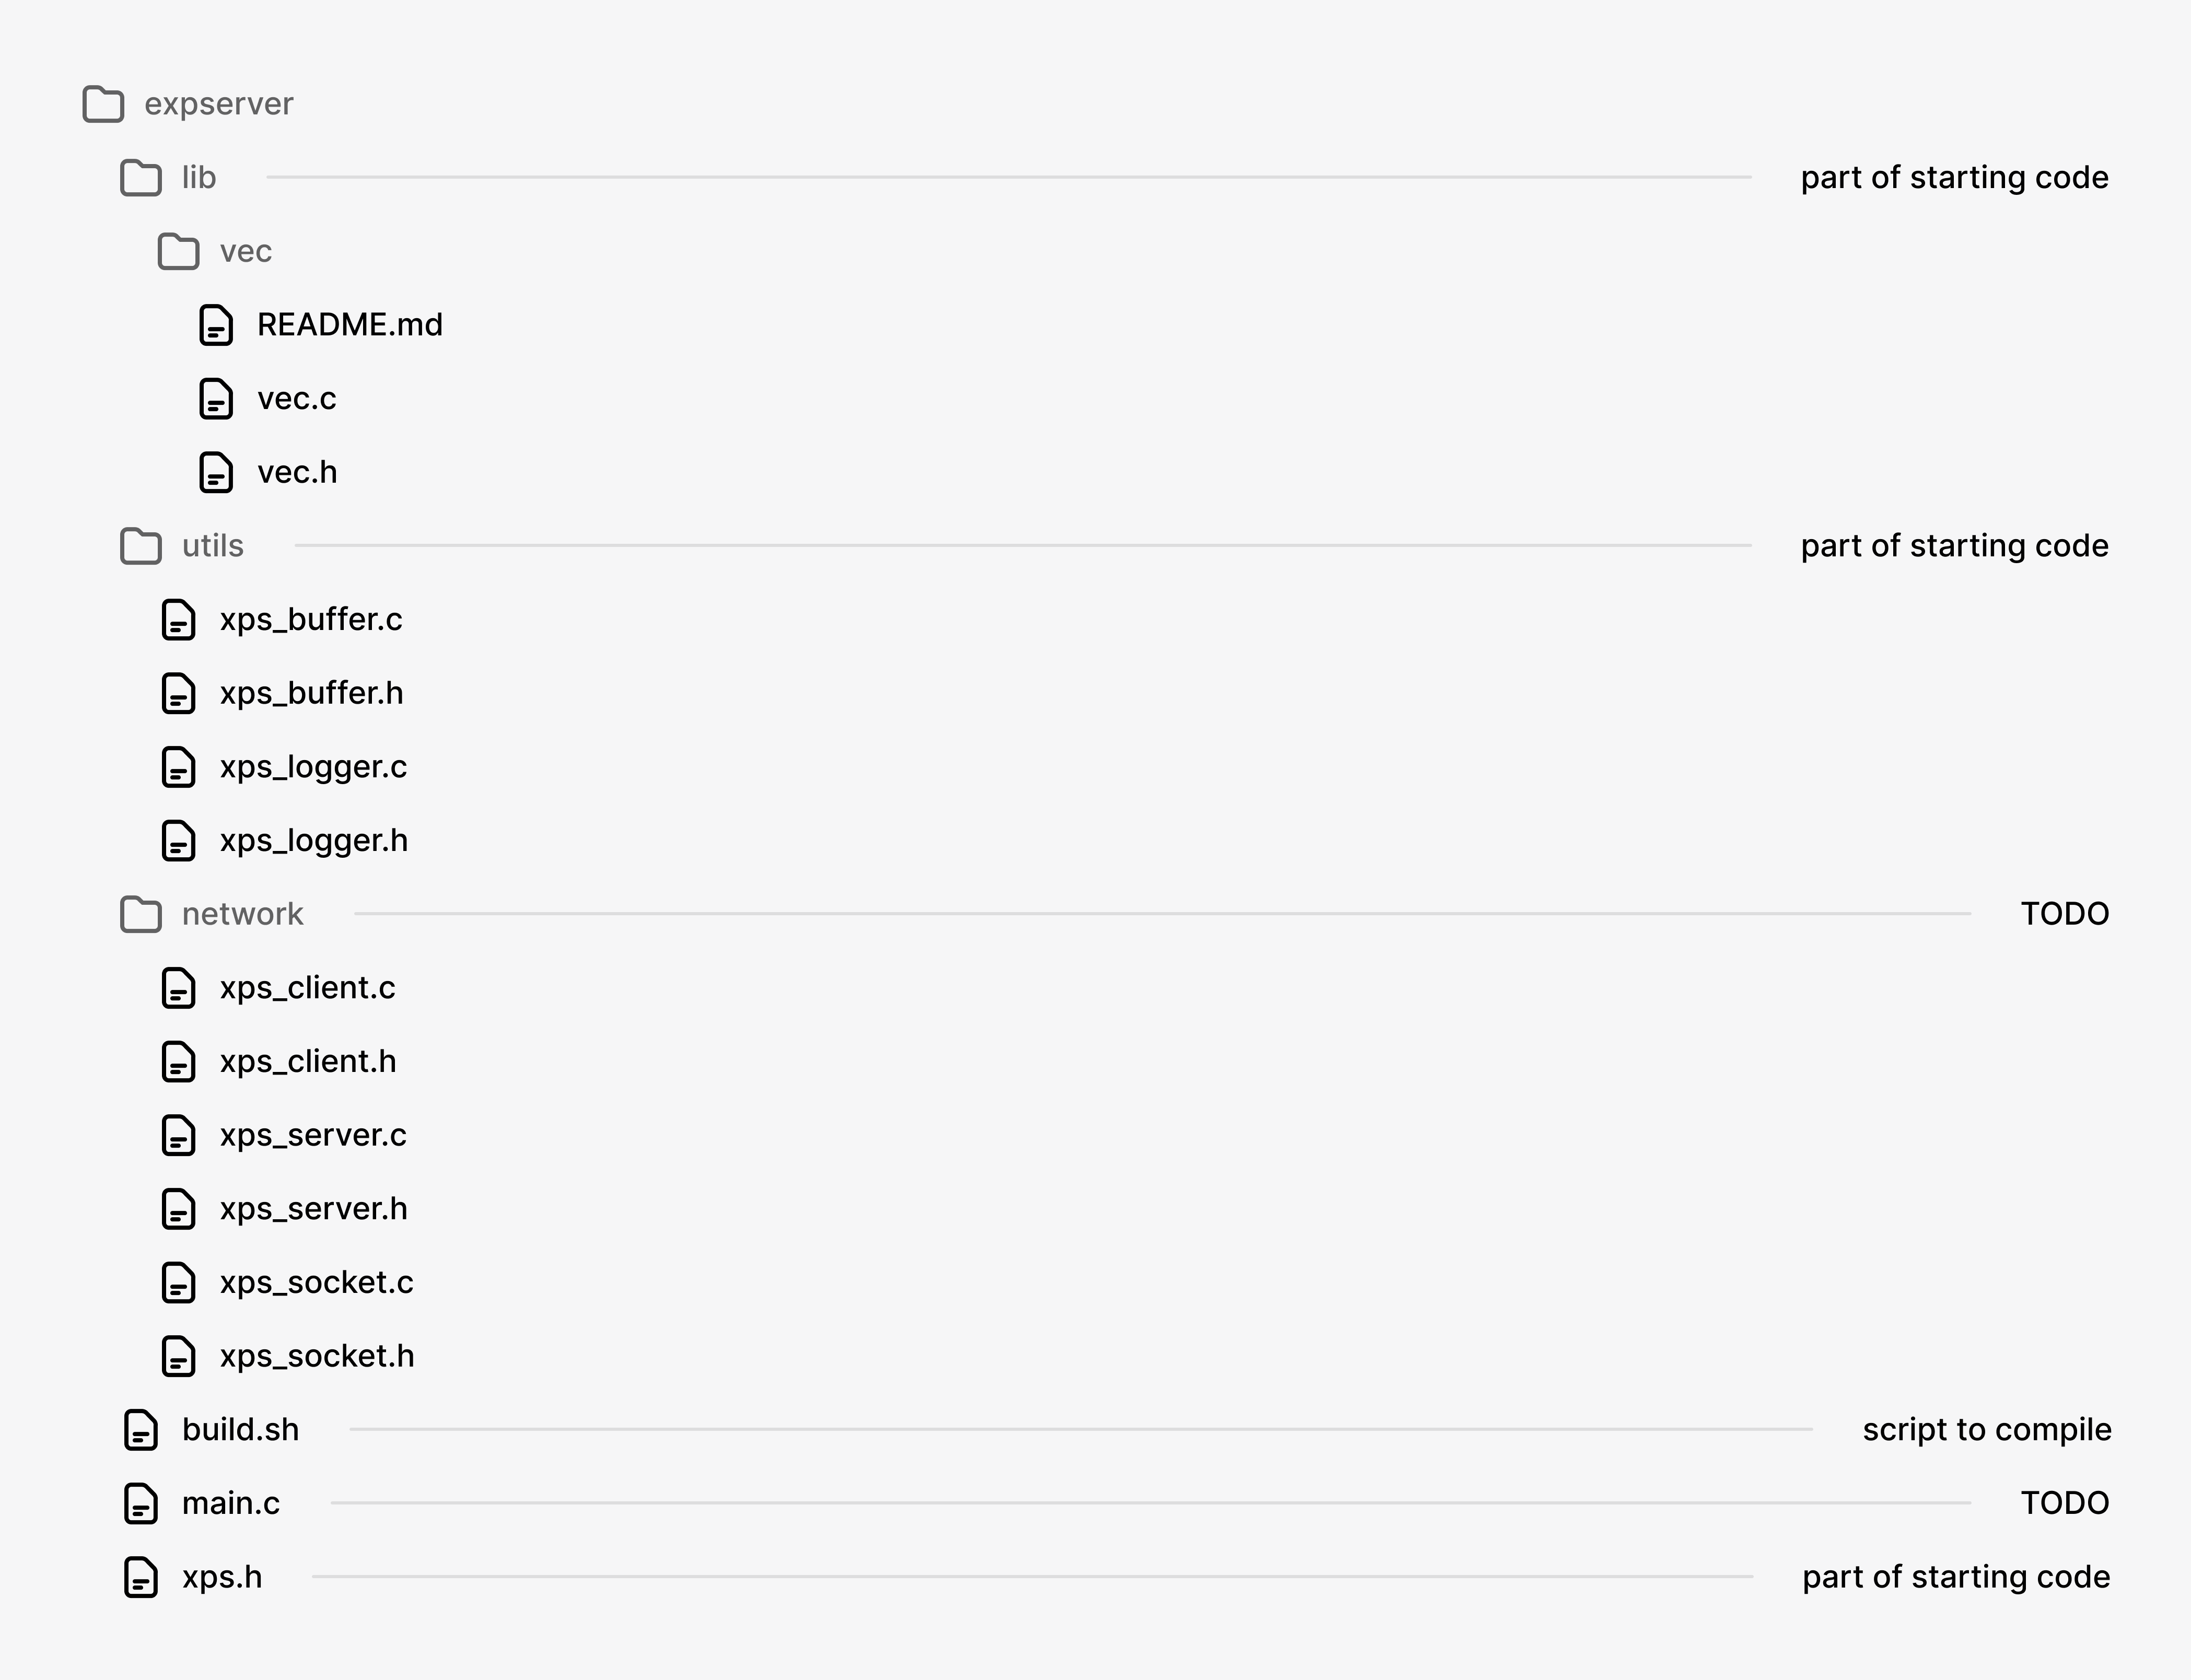 expserver
lib part of starting code
vec
README.md
vec.c
vec.h
utils part of starting code
xps_buffer.c
xps_buffer.h
xps_logger.c
xps_logger.h
network TODO
xps_client.c
xps_client.h
xps_server.c
xps_server.h
xps_socket.c
xps_socket.h
build.sh script to compile
main.c TODO
xps.h part of starting code